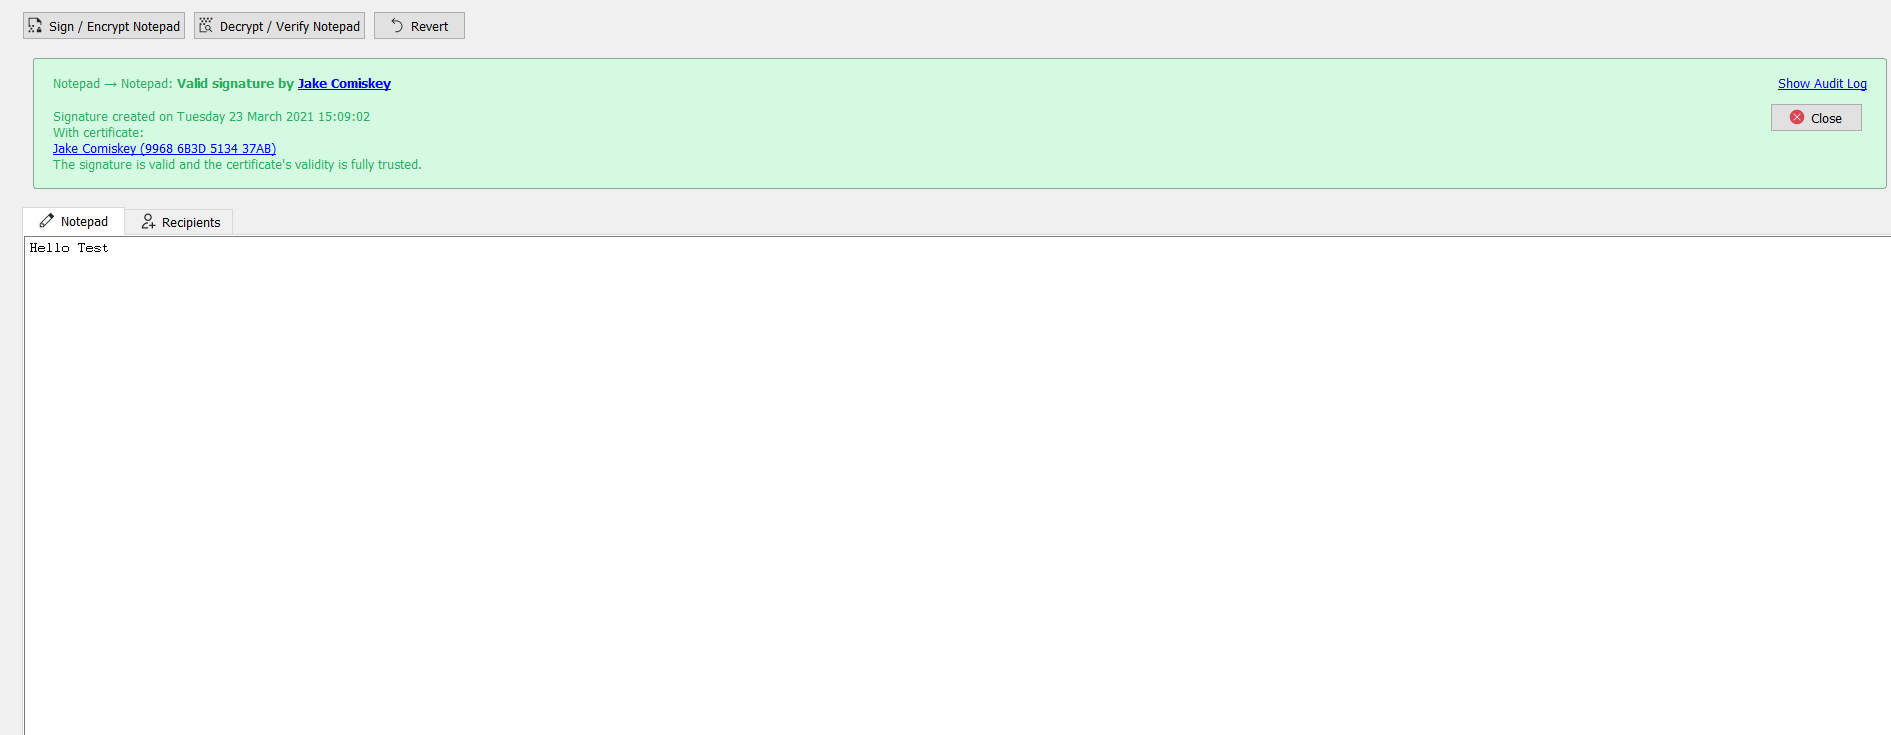 Sign / Encrypt Notepad
Decrypt / Verify Notepad
Revert
Notepad → Notepad: Valid signature by Jake Comiskey
Show Audit Log
Signature created on Tuesday 23 March 2021 15:09:02
With certificate:
Jake Comiskey (9968 6B3D 5134 37AB)
The signature is valid and the certificate's validity is fully trusted.
Close
Notepad
Recipients
Hello Test